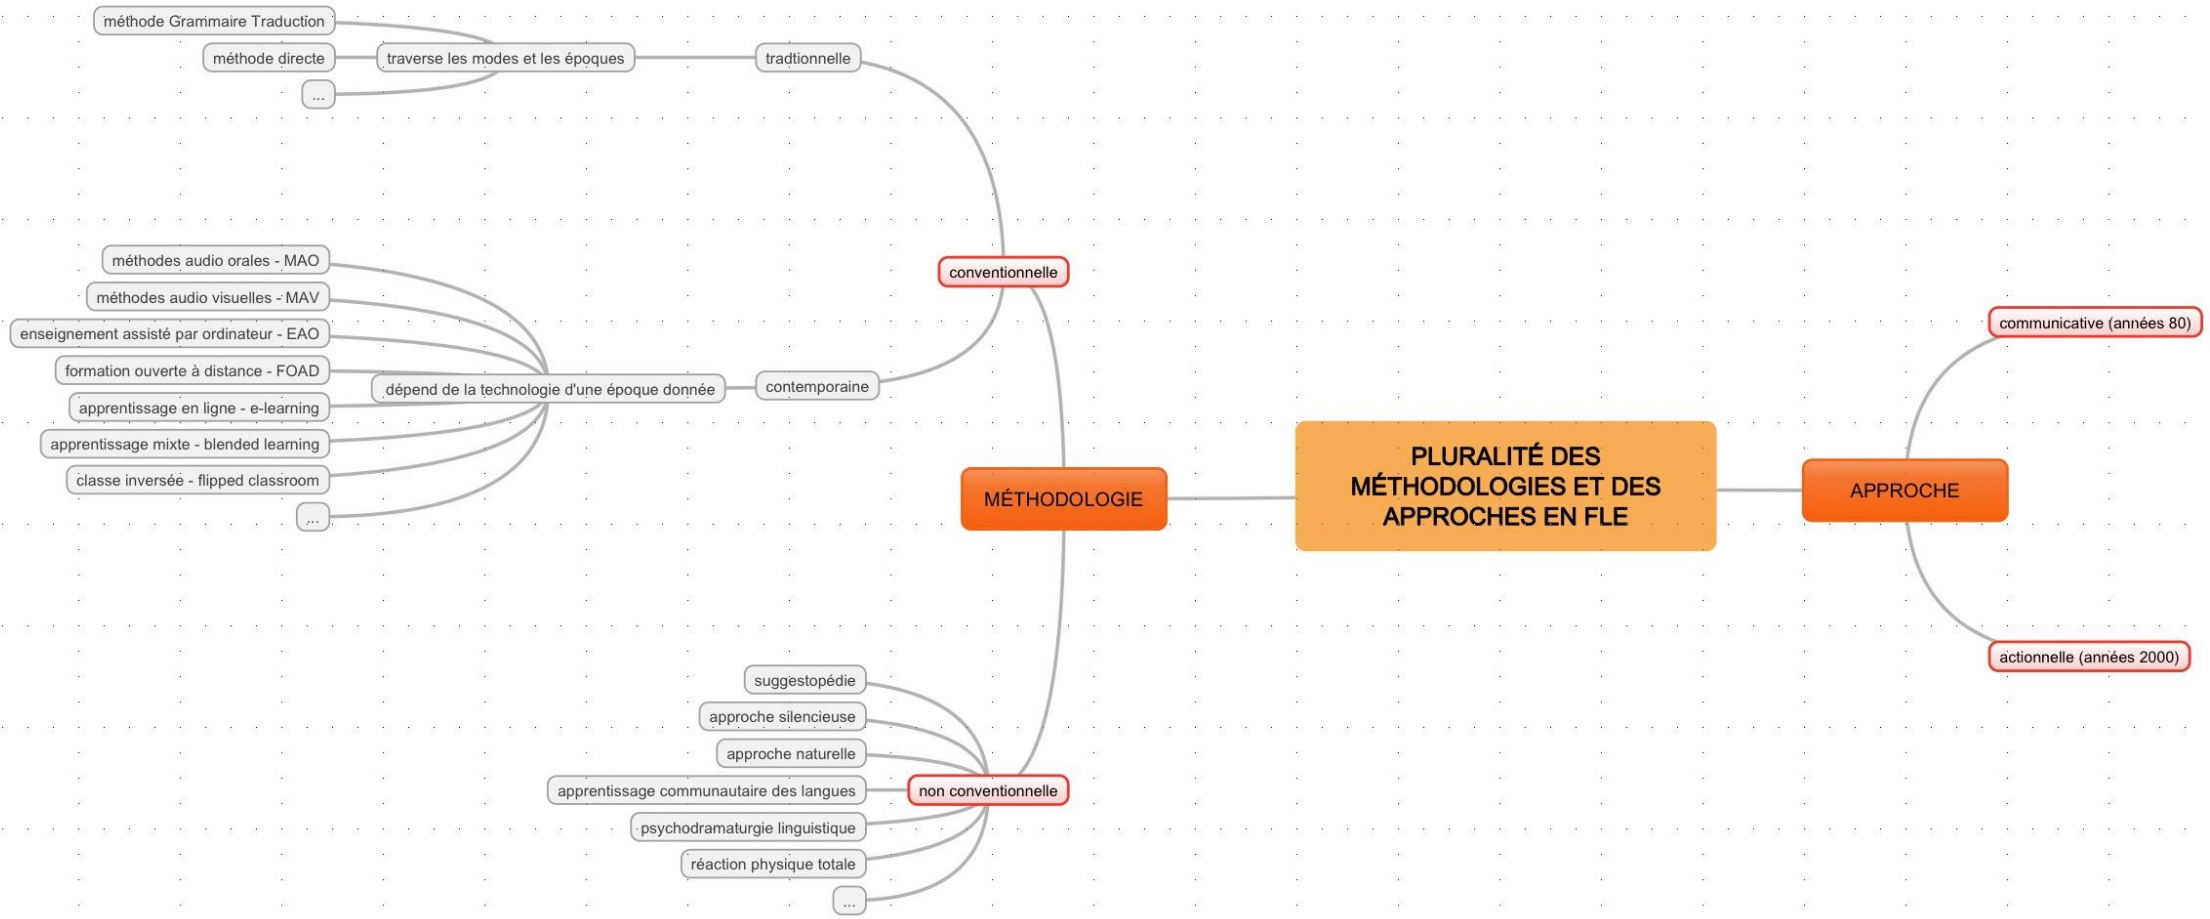 méthode Grammaire Traduction
méthode directe
...
traverse les modes et les époques
tradtionnelle
conventionnelle
méthodes audio orales - MAO
méthodes audio visuelles - MAV
enseignement assisté par ordinateur - EAO
formation ouverte à distance - FOAD
apprentissage en ligne - e-learning
apprentissage mixte - blended learning
classe inversée - flipped classroom
...
dépend de la technologie d'une époque donnée
contemporaine
MÉTHODOLOGIE
suggestopédie
approche silencieuse
approche naturelle
apprentissage communautaire des langues
psychodramaturgie linguistique
réaction physique totale
...
non conventionnelle
PLURALITÉ DES
MÉTHODOLOGIES ET DES
APPROCHES EN FLE
APPROCHE
communicative (années 80)
actionnelle (années 2000)